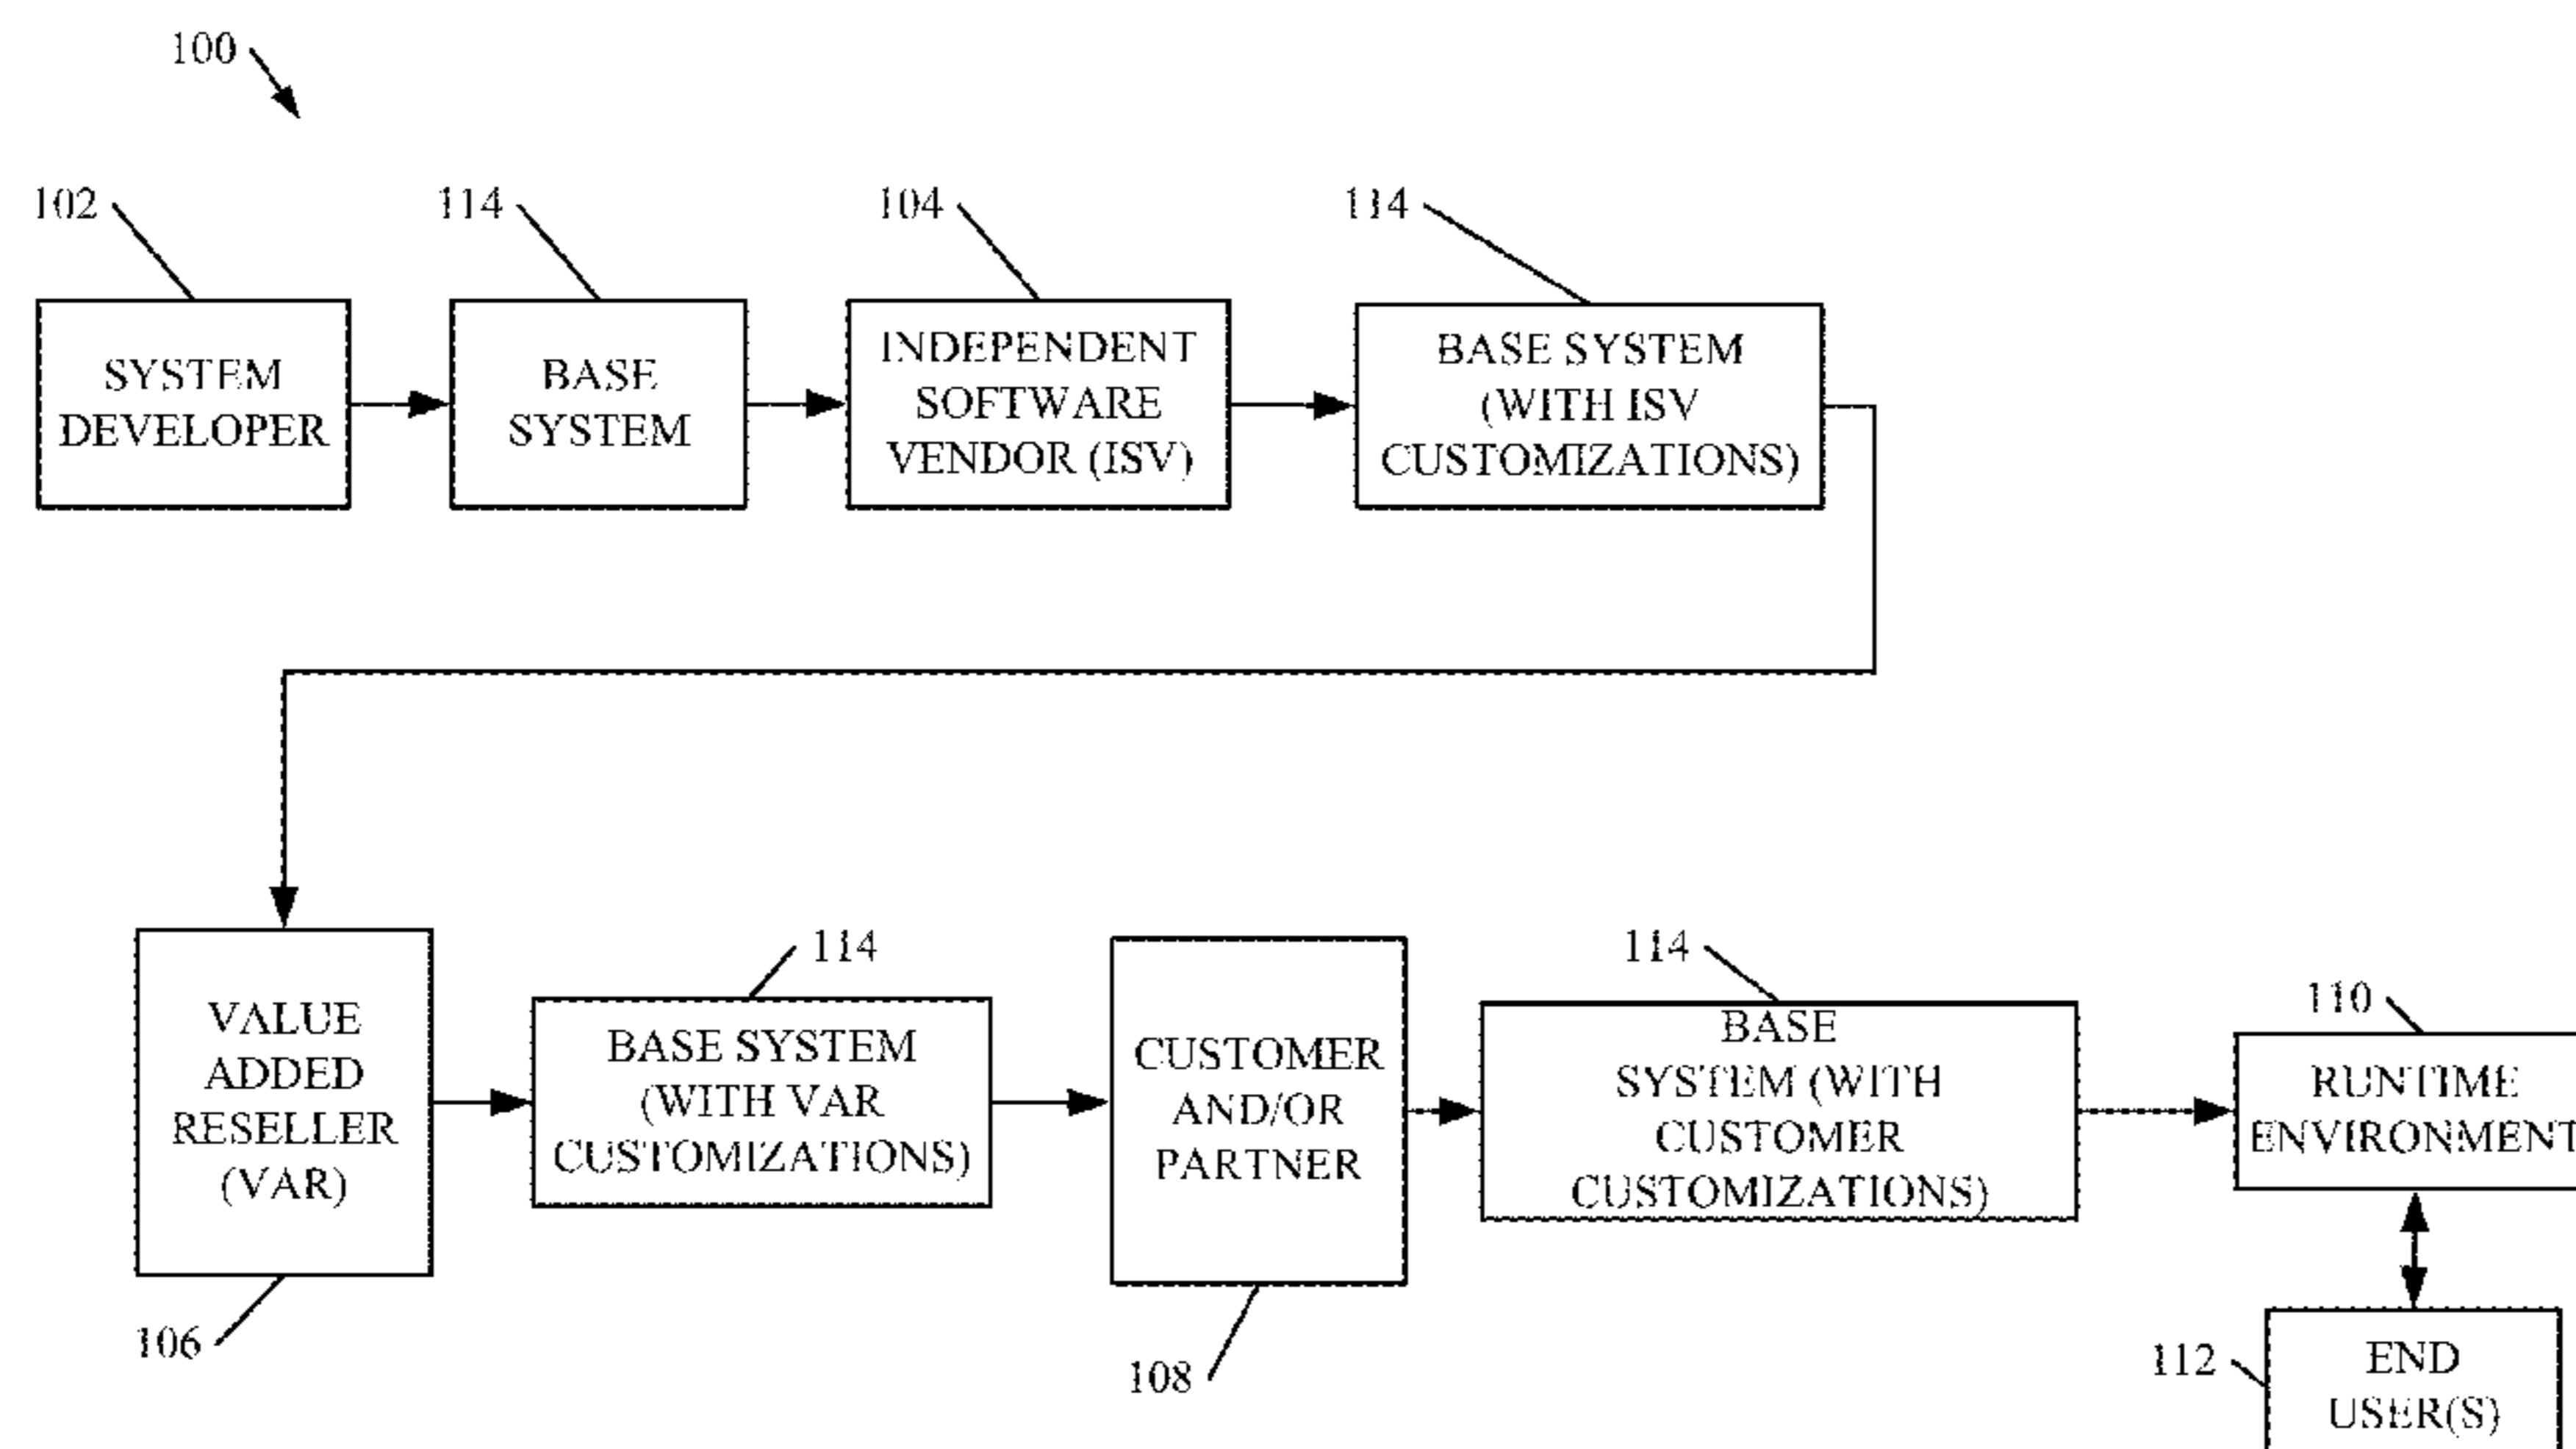 100
102
114
104
114
SYSTEM
DEVELOPER
BASE
SYSTEM
INDEPENDENT
SOFTWARE
VENDOR (ISV)
BASE SYSTEM
(WITH ISV
CUSTOMIZATIONS)
VALUE
ADDED
RESELLER
(VAR)
106
114
BASE SYSTEM
(WITH VAR
CUSTOMIZATIONS)
CUSTOMER
AND/OR
PARTNER
108
114
BASE
SYSTEM (WITH
CUSTOMER
CUSTOMIZATIONS)
110
RUNTIME
ENVIRONMENT
112
END
USER(S)